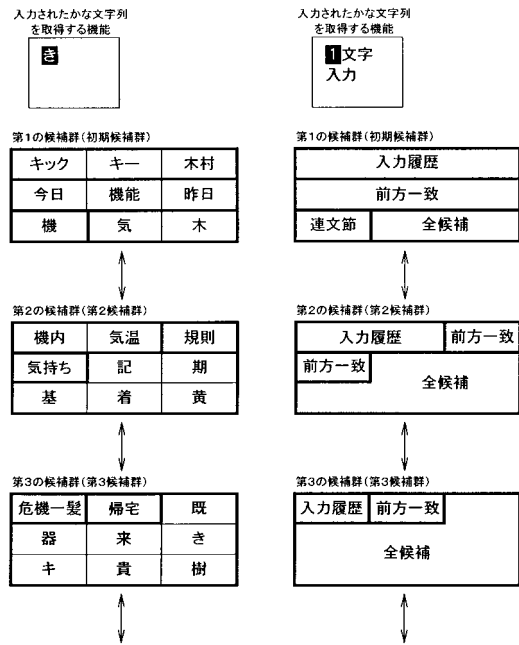 入力されたかな文字列
を取得する機能
き
第1の候補群(初期候補群)
キック キー 木村
今日 機能 昨日
機 気 木
第2の候補群(第2候補群)
機内 気温 規則
気持ち 記 期
基 着 黄
第3の候補群(第3候補群)
危機一髪 帰宅 既
器 来 き
キ 貴 樹
入力されたかな文字列
を取得する機能
1文字
入力
第1の候補群(初期候補群)
入力履歴
前方一致
連文節 全候補
第2の候補群(第2候補群)
入力履歴 前方一致
前方一致
全候補
第3の候補群(第3候補群)
入力履歴 前方一致
全候補